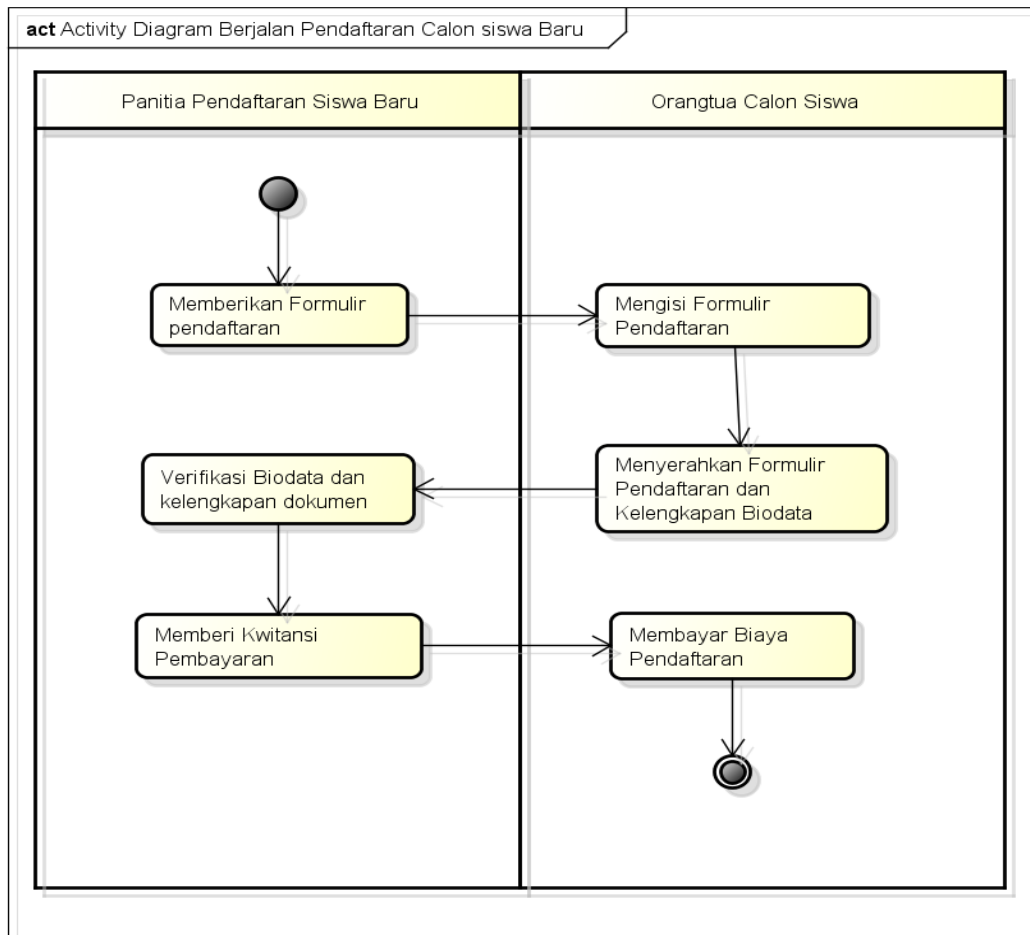 act Activity Diagram Berjalan Pendaftaran Calon siswa Baru
Panitia Pendaftaran Siswa Baru
Orangtua Calon Siswa
Memberikan Formulir
pendaftaran
Mengisi Formulir
Pendaftaran
Menyerahkan Formulir
Pendaftaran dan
Kelengkapan Biodata
Verifikasi Biodata dan
kelengkapan dokumen
Memberi Kwitansi
Pembayaran
Membayar Biaya
Pendaftaran